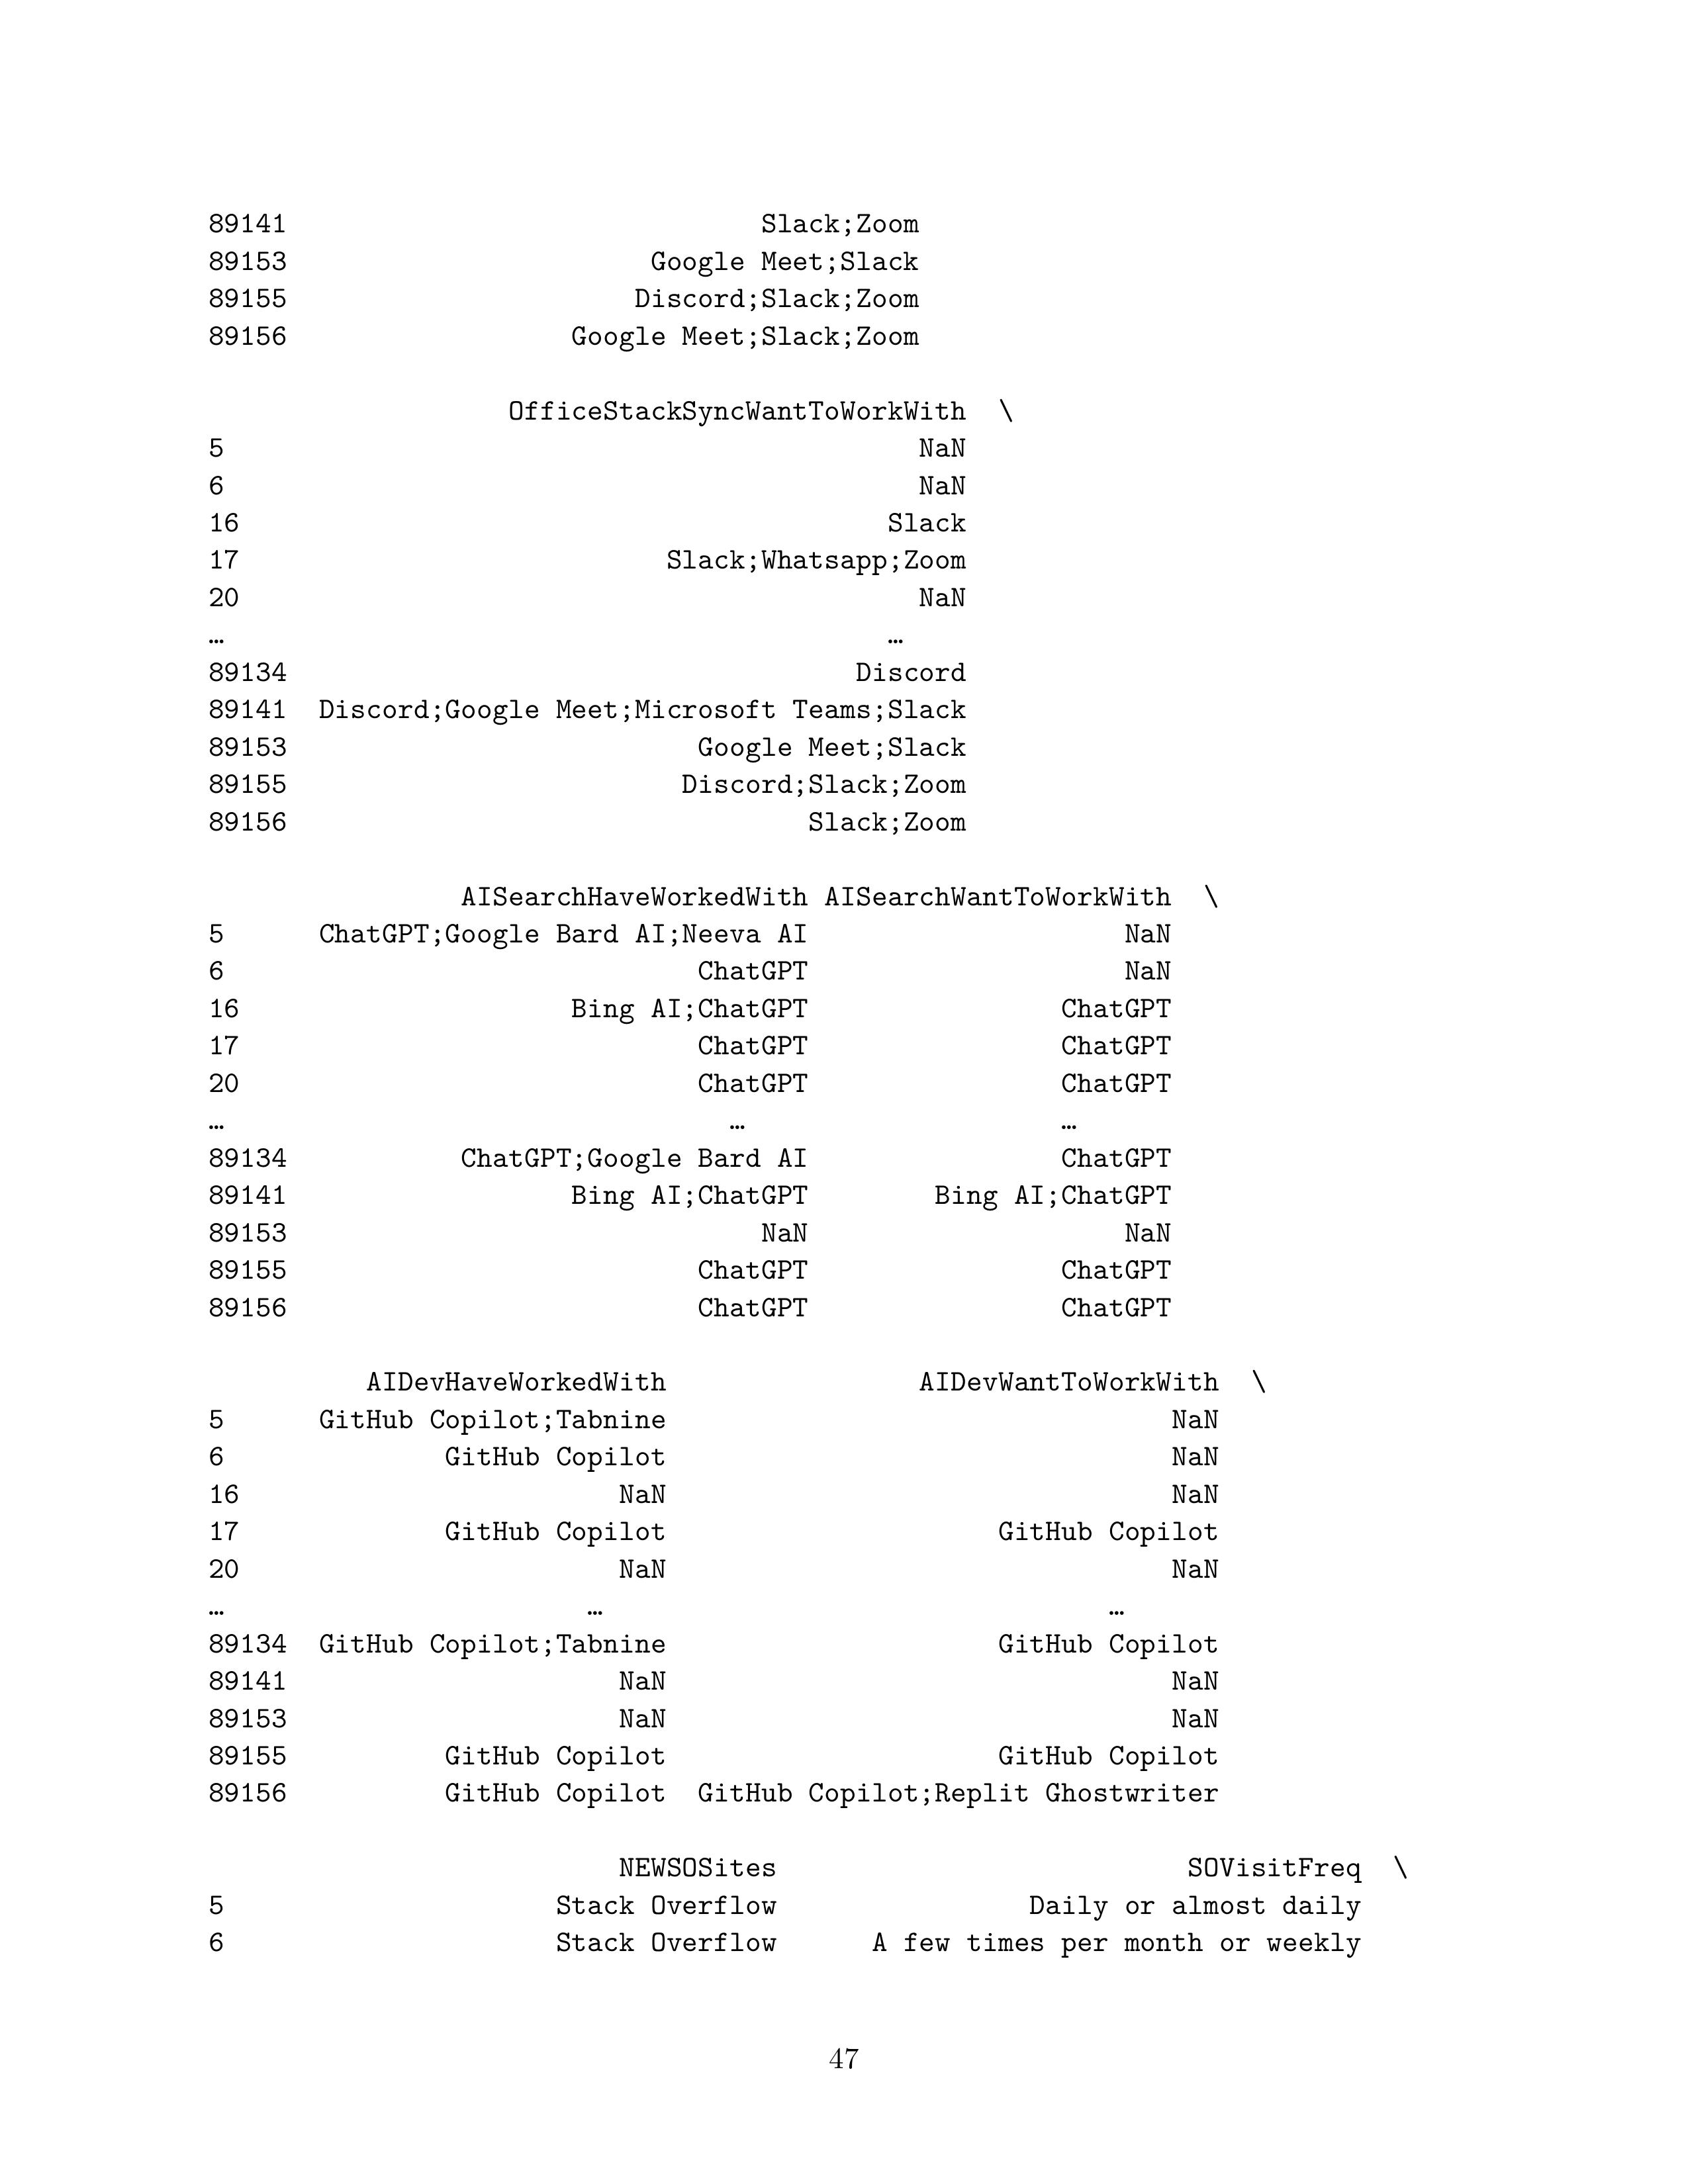 89141                              Slack;Zoom
89153                       Google Meet;Slack
89155                      Discord;Slack;Zoom
89156                  Google Meet;Slack;Zoom

                   OfficeStackSyncWantToWorkWith  \
5                                            NaN
6                                            NaN
16                                         Slack
17                           Slack;Whatsapp;Zoom
20                                           NaN
…                                          …
89134                                    Discord
89141  Discord;Google Meet;Microsoft Teams;Slack
89153                          Google Meet;Slack
89155                         Discord;Slack;Zoom
89156                                 Slack;Zoom

                AISearchHaveWorkedWith AISearchWantToWorkWith  \
5      ChatGPT;Google Bard AI;Neeva AI                    NaN
6                              ChatGPT                    NaN
16                     Bing AI;ChatGPT                ChatGPT
17                             ChatGPT                ChatGPT
20                             ChatGPT                ChatGPT
…                                …                    …
89134           ChatGPT;Google Bard AI                ChatGPT
89141                  Bing AI;ChatGPT        Bing AI;ChatGPT
89153                              NaN                    NaN
89155                          ChatGPT                ChatGPT
89156                          ChatGPT                ChatGPT

          AIDevHaveWorkedWith                AIDevWantToWorkWith  \
5      GitHub Copilot;Tabnine                                NaN
6              GitHub Copilot                                NaN
16                        NaN                                NaN
17             GitHub Copilot                     GitHub Copilot
20                        NaN                                NaN
…                       …                                …
89134  GitHub Copilot;Tabnine                     GitHub Copilot
89141                     NaN                                NaN
89153                     NaN                                NaN
89155          GitHub Copilot                     GitHub Copilot
89156          GitHub Copilot  GitHub Copilot;Replit Ghostwriter

                          NEWSOSites                          SOVisitFreq  \
5                     Stack Overflow                Daily or almost daily
6                     Stack Overflow      A few times per month or weekly

47